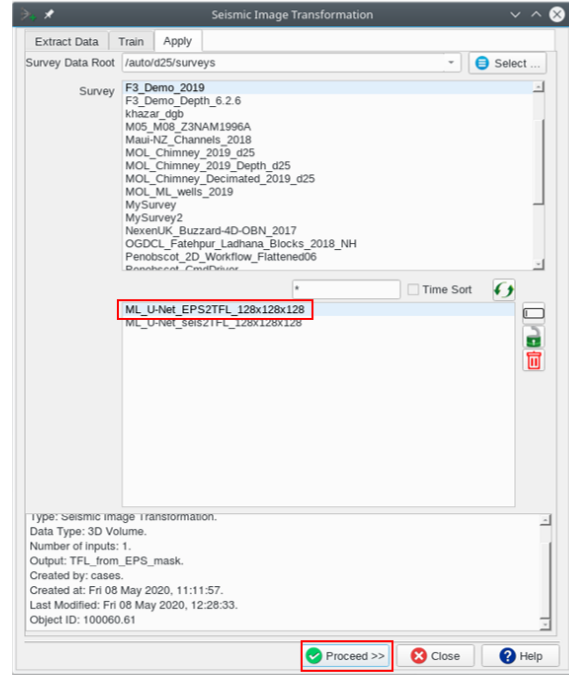 Seismic Image Transformation
Extract Data Train Apply
Survey Data Root /auto/d25/surveys Select ...
Survey
F3_Demo_2019
F3_Demo_Depth_6.2.6
khazar_dgb
M05_M08_Z3NAM1996A
Maui-NZ_Channels_2018
MOL_Chimney_2019_d25
MOL_Chimney_2019_Depth_d25
MOL_Chimney_Decimated_2019_d25
MOL_ML_wells_2019
MySurvey
MySurvey2
NexenUK_Buzzard-4D-OBN_2017
OGDCL_Fatehpur_Ladhana_Blocks_2018_NH
Penobscot_2D_Workflow_Flattened06
Penobscot_CmdDriver
* Time Sort
ML_U-Net_EPS2TFL_128x128x128
ML_U-Net_seis2TFL_128x128x128
Type: Seismic Image Transformation.
Data Type: 3D Volume.
Number of inputs: 1.
Output: TFL_from_EPS_mask.
Created by: cases.
Created at: Fri 08 May 2020, 11:11:57.
Last Modified: Fri 08 May 2020, 12:28:33.
Object ID: 100060.61
Proceed >> Close Help